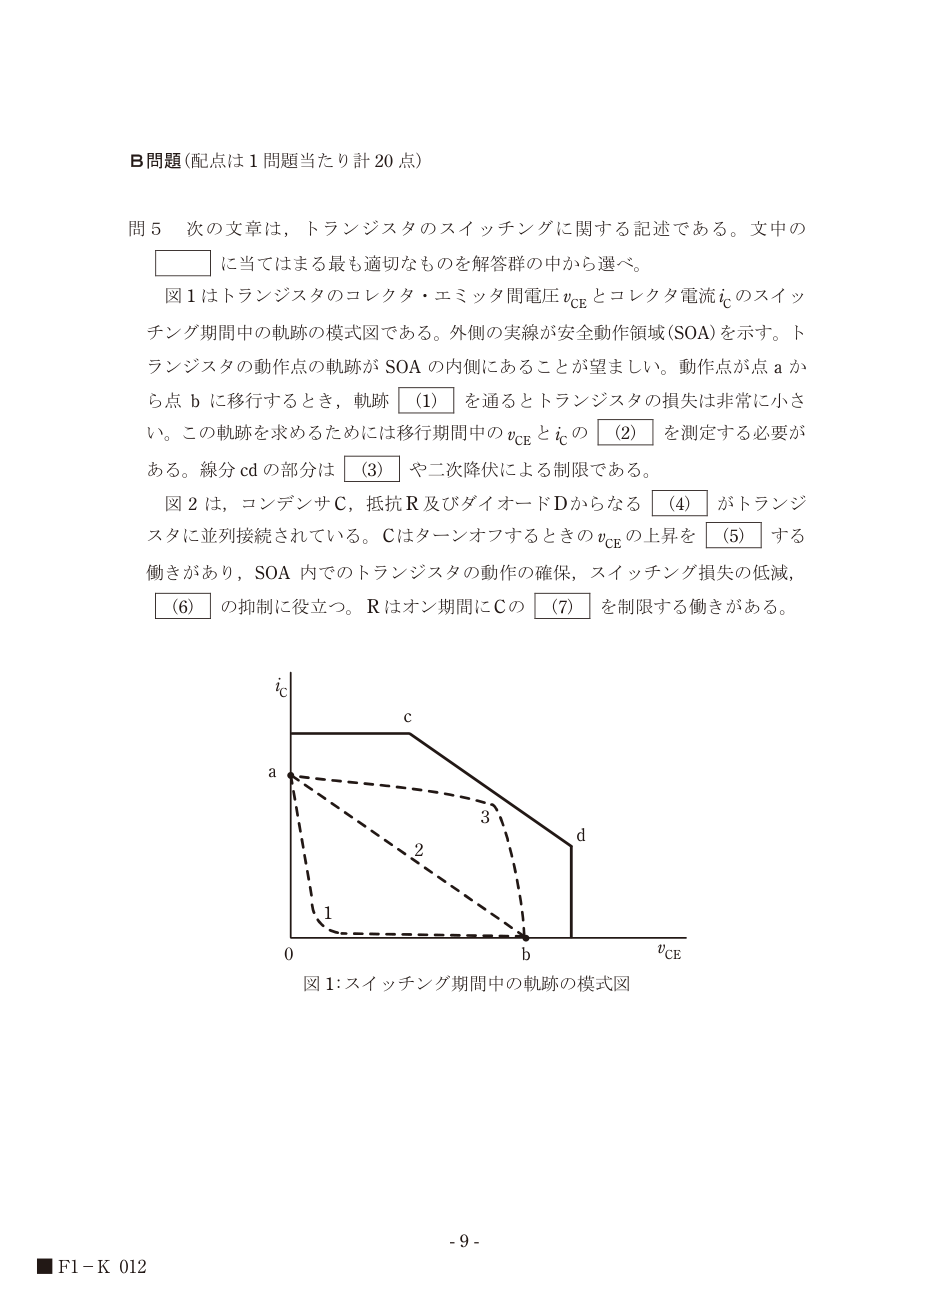 B問題(配点は1問題当たり計20点)
問5　次の文章は，トランジスタのスイッチングに関する記述である。文中の
に当てはまる最も適切なものを解答群の中から選べ。
図1はトランジスタのコレクタ・エミッタ間電圧vCEとコレクタ電流iCのスイッ
チング期間中の軌跡の模式図である。外側の実線が安全動作領域(SOA)を示す。ト
ランジスタの動作点の軌跡が SOA の内側にあることが望ましい。動作点が点 a か
ら点 b に移行するとき，軌跡 (1) を通るとトランジスタの損失は非常に小さ
い。この軌跡を求めるためには移行期間中のvCEとiCの (2) を測定する必要が
ある。線分cdの部分は (3) や二次降伏による制限である。
図2は，コンデンサC，抵抗R及びダイオードDからなる (4) がトランジ
スタに並列接続されている。CはターンオフするときのvCEの上昇を (5) する
働きがあり，SOA 内でのトランジスタの動作の確保，スイッチング損失の低減，
(6) の抑制に役立つ。Rはオン期間にCの (7) を制限する働きがある。
iC
c
a
3
d
2
1
0
b
vCE
図1:スイッチング期間中の軌跡の模式図
- 9 -
■F1−K 012